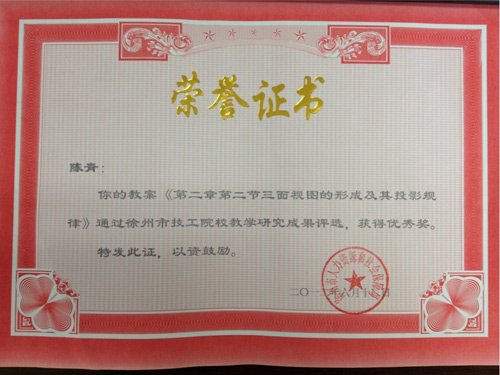 荣誉证书
陈青：
你的教案《第二章第二节三面视图的形成及其投影规
律》通过徐州市技工院校教学研究成果评选，获得优秀奖。
特发此证，以资鼓励。